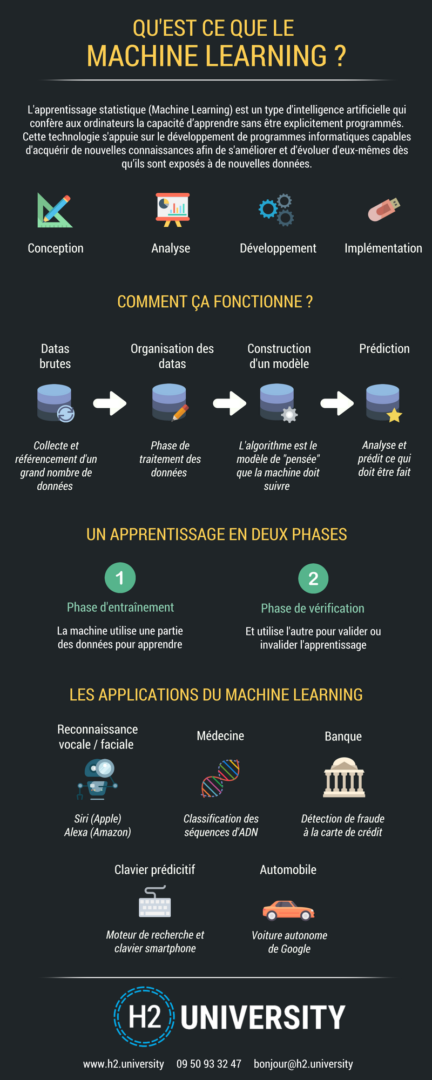 QU'EST CE QUE LE
MACHINE LEARNING ?
L'apprentissage statistique (Machine Learning) est un type d'intelligence artificielle qui
confère aux ordinateurs la capacité d'apprendre sans être explicitement programmés.
Cette technologie s'appuie sur le développement de programmes informatiques capables
d'acquérir de nouvelles connaissances afin de s'améliorer et d'évoluer d'eux-mêmes dès
qu'ils sont exposés à de nouvelles données.
Conception
Analyse
Développement
Implémentation
COMMENT ÇA FONCTIONNE ?
Datas
brutes
Collecte et
référencement d'un
grand nombre de
données
Organisation des
datas
Phase de
traitement des
données
Construction
d'un modèle
L'algorithme est le
modèle de "pensée"
que la machine doit
suivre
Prédiction
Analyse et
prédit ce qui
doit être fait
UN APPRENTISSAGE EN DEUX PHASES
1
Phase d'entraînement
La machine utilise une partie
des données pour apprendre
2
Phase de vérification
Et utilise l'autre pour valider ou
invalider l'apprentissage
LES APPLICATIONS DU MACHINE LEARNING
Reconnaissance
vocale / faciale
Siri (Apple)
Alexa (Amazon)
Médecine
Classification des
séquences d'ADN
Banque
Détection de fraude
à la carte de crédit
Clavier prédicitif
Moteur de recherche et
clavier smartphone
Automobile
Voiture autonome
de Google
H2 UNIVERSITY
www.h2.university 09 50 93 32 47 bonjour@h2.university